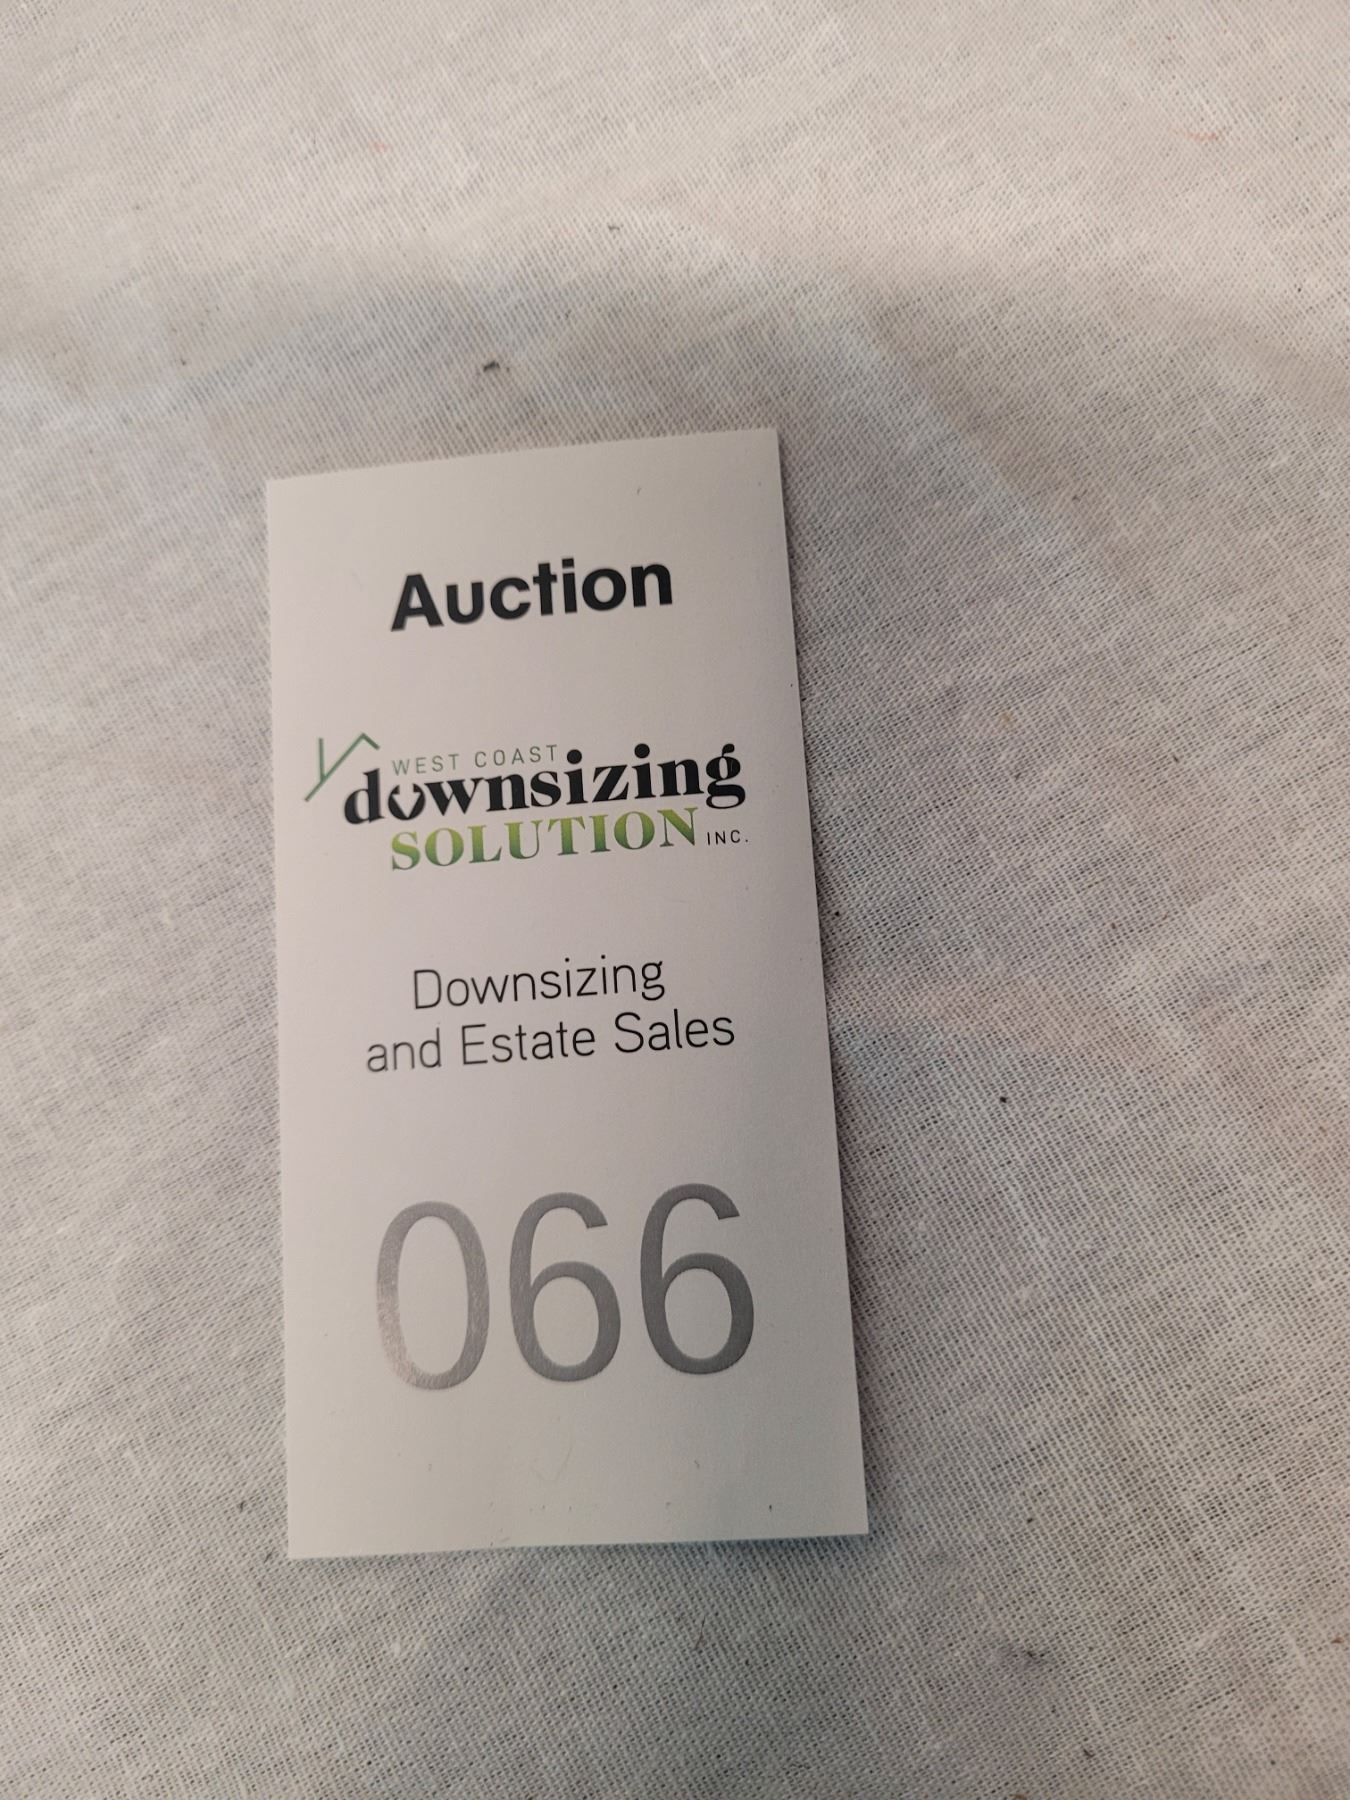 Auction
WEST COAST
downsizing
SOLUTION INC.
Downsizing
and Estate Sales
066